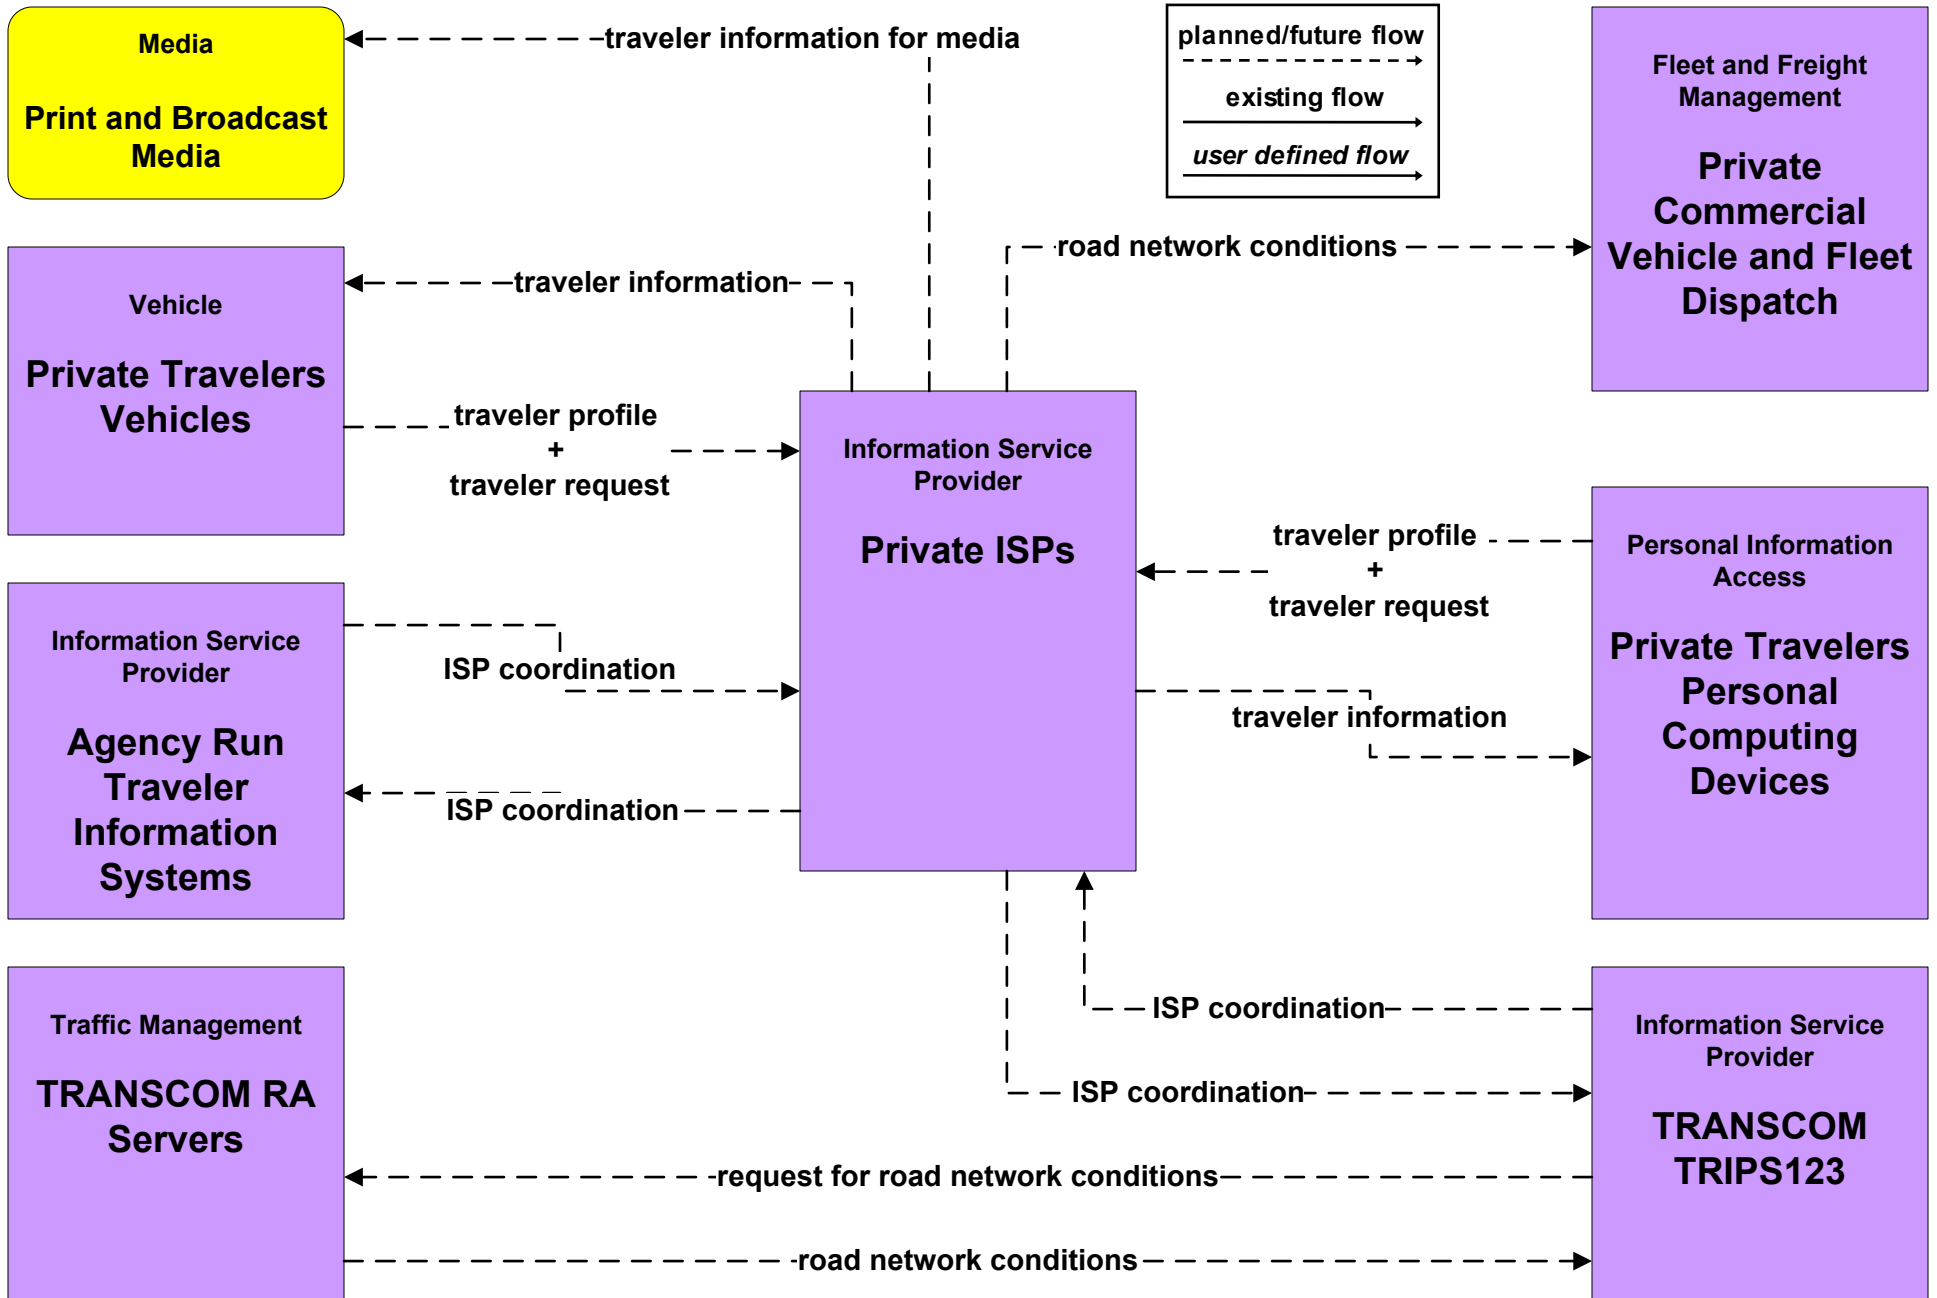 Media
Print and Broadcast
Media
traveler information for media
planned/future flow
existing flow
user defined flow
Fleet and Freight
Management
Private
Commercial
Vehicle and Fleet
Dispatch
road network conditions
Vehicle
Private Travelers
Vehicles
traveler information
traveler profile
+
traveler request
Information Service
Provider
Private ISPs
traveler profile
+
traveler request
Personal Information
Access
Private Travelers
Personal
Computing
Devices
traveler information
Information Service
Provider
Agency Run
Traveler
Information
Systems
ISP coordination
ISP coordination
Traffic Management
TRANSCOM RA
Servers
ISP coordination
ISP coordination
Information Service
Provider
TRANSCOM
TRIPS123
request for road network conditions
road network conditions